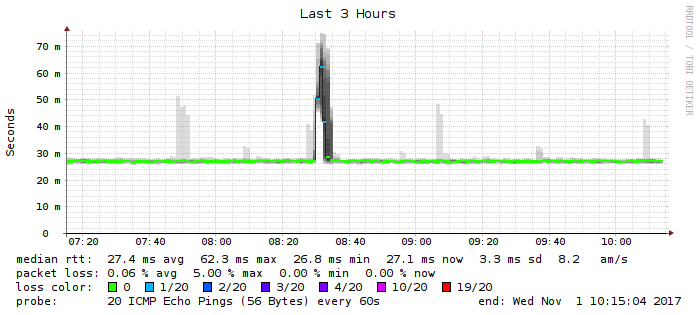 Last 3 Hours
RRDTOOL / TOBI OETIKER
Seconds
70 m
60 m
50 m
40 m
30 m
20 m
10 m
0
07:20 07:40 08:00 08:20 08:40 09:00 09:20 09:40 10:00
median rtt: 27.4 ms avg 62.3 ms max 26.8 ms min 27.1 ms now 3.3 ms sd 8.2 am/s
packet loss: 0.06 % avg 5.00 % max 0.00 % min 0.00 % now
loss color: 0 1/20 2/20 3/20 4/20 10/20 19/20
probe: 20 ICMP Echo Pings (56 Bytes) every 60s end: Wed Nov 1 10:15:04 2017